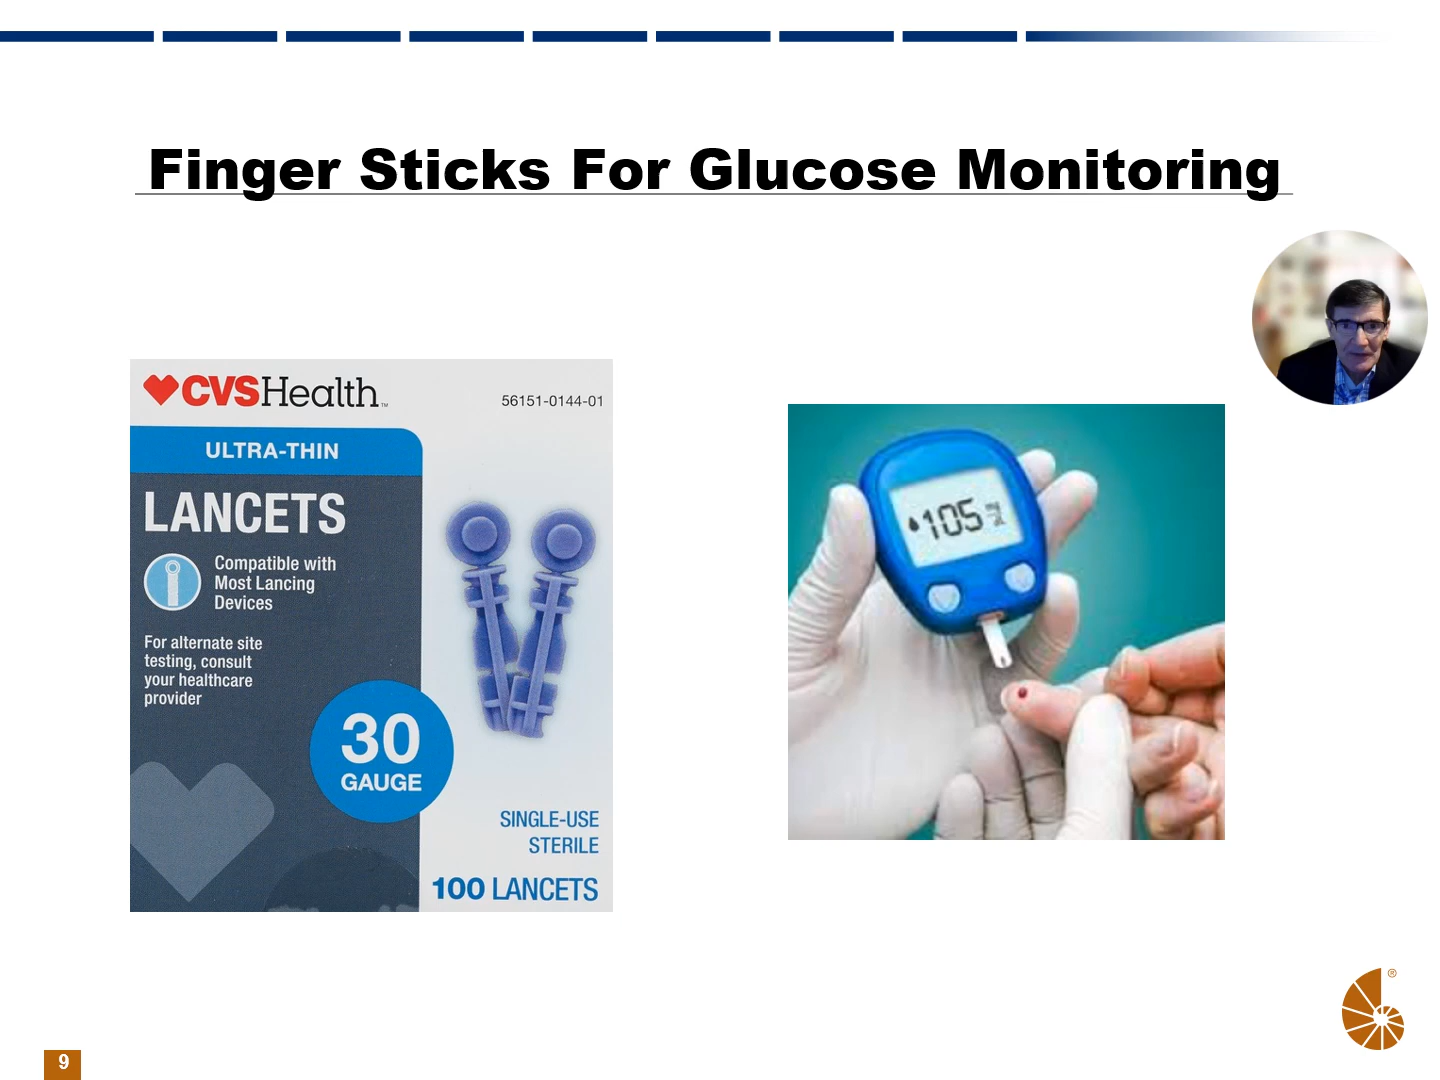 Finger Sticks For Glucose Monitoring
CVSHealth™
56151-0144-01
ULTRA-THIN
LANCETS
Compatible with
Most Lancing
Devices
For alternate site
testing, consult
your healthcare
provider
30
GAUGE
SINGLE-USE
STERILE
100 LANCETS
105
®
9